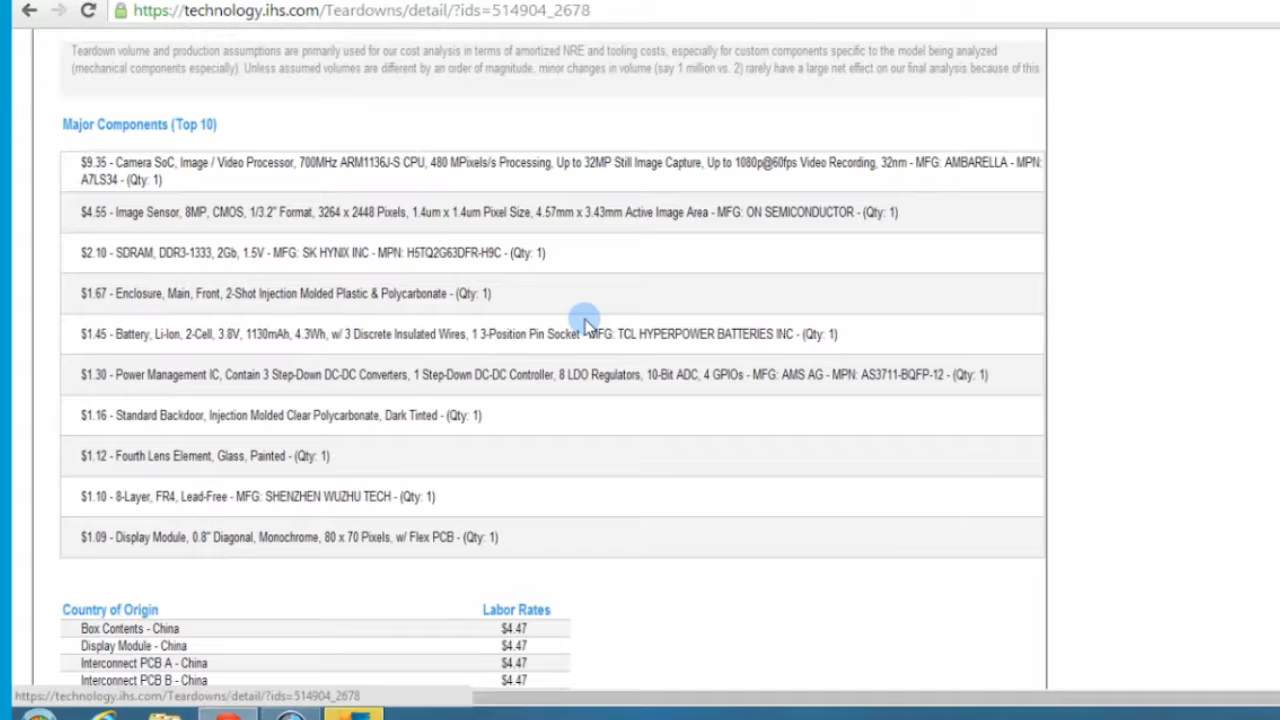 https://technology.ihs.com/Teardowns/detail/?ids=514904_2678
Teardown volume and production assumptions are primarily used for our cost analysis in terms of amortized NRE and tooling costs, especially for custom components specific to the model being analyzed
(mechanical components especially). Unless assumed volumes are different by an order of magnitude, minor changes in volume (say 1 million vs. 2) rarely have a large net effect on our final analysis because of this
Major Components (Top 10)
$9.35 - Camera SoC, Image / Video Processor, 700MHz ARM1136J-S CPU, 480 MPixels/s Processing, Up to 32MP Still Image Capture, Up to 1080p@60fps Video Recording, 32nm - MFG: AMBARELLA - MPN:
A7LS34 - (Qty: 1)
$4.55 - Image Sensor, 8MP, CMOS, 1/3.2" Format, 3264 x 2448 Pixels, 1.4um x 1.4um Pixel Size, 4.57mm x 3.43mm Active Image Area - MFG: ON SEMICONDUCTOR - (Qty: 1)
$2.10 - SDRAM, DDR3-1333, 2Gb, 1.5V - MFG: SK HYNIX INC - MPN: H5TQ2G63DFR-H9C - (Qty: 1)
$1.67 - Enclosure, Main, Front, 2-Shot Injection Molded Plastic & Polycarbonate - (Qty: 1)
$1.45 - Battery, Li-Ion, 2-Cell, 3.8V, 1130mAh, 4.3Wh, w/ 3 Discrete Insulated Wires, 1 3-Position Pin Socket - MFG: TCL HYPERPOWER BATTERIES INC - (Qty: 1)
$1.30 - Power Management IC, Contain 3 Step-Down DC-DC Converters, 1 Step-Down DC-DC Controller, 8 LDO Regulators, 10-Bit ADC, 4 GPIOs - MFG: AMS AG - MPN: AS3711-BQFP-12 - (Qty: 1)
$1.16 - Standard Backdoor, Injection Molded Clear Polycarbonate, Dark Tinted - (Qty: 1)
$1.12 - Fourth Lens Element, Glass, Painted - (Qty: 1)
$1.10 - 8-Layer, FR4, Lead-Free - MFG: SHENZHEN WUZHU TECH - (Qty: 1)
$1.09 - Display Module, 0.8" Diagonal, Monochrome, 80 x 70 Pixels, w/ Flex PCB - (Qty: 1)
Country of Origin Labor Rates
Box Contents - China $4.47
Display Module - China $4.47
Interconnect PCB A - China $4.47
Interconnect PCB B - China $4.47
https://technology.ihs.com/Teardowns/detail/?ids=514904_2678